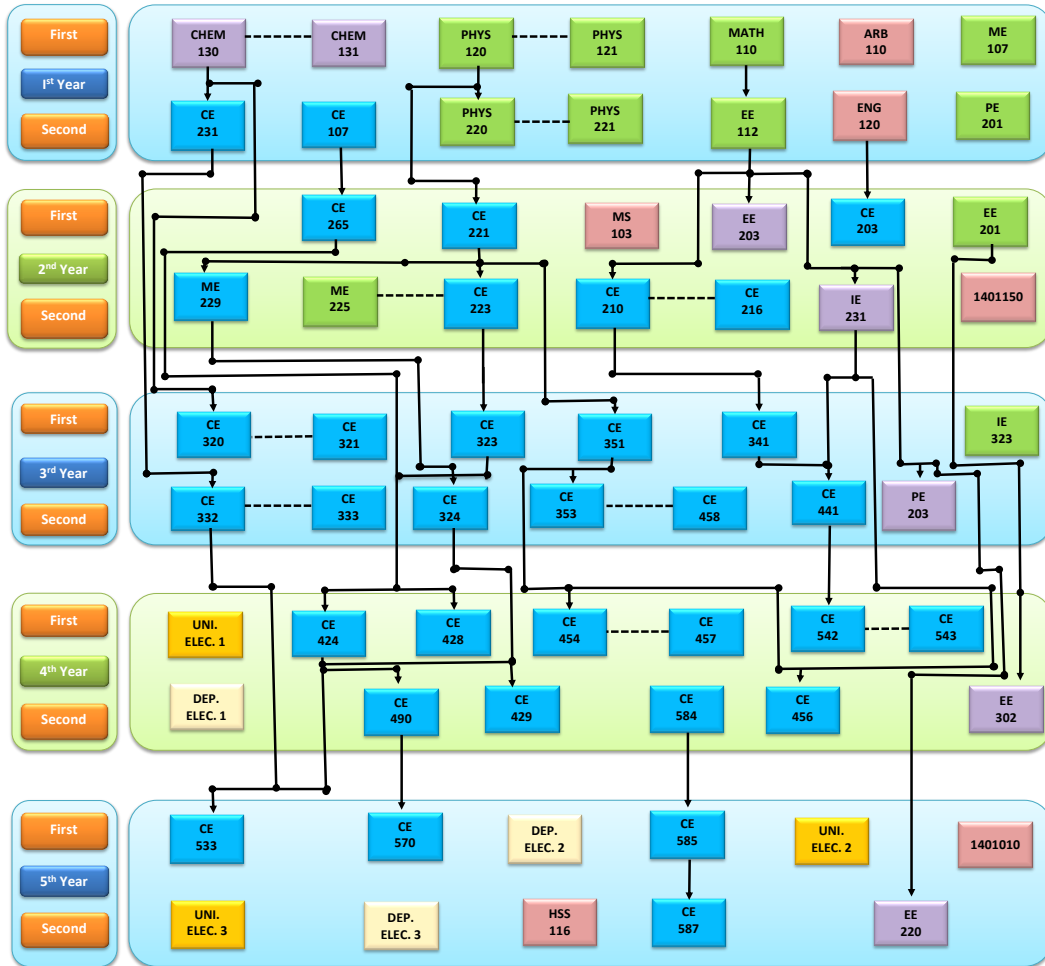 First
CHEM
130
CHEM
131
PHYS
120
PHYS
121
MATH
110
ARB
110
ME
107
Ist Year
Second
CE
231
CE
107
PHYS
220
PHYS
221
EE
112
ENG
120
PE
201
First
CE
265
CE
221
MS
103
EE
203
CE
203
EE
201
2nd Year
Second
ME
229
ME
225
CE
223
CE
210
CE
216
IE
231
1401150
First
CE
320
CE
321
CE
323
CE
351
CE
341
IE
323
3rd Year
Second
CE
332
CE
333
CE
324
CE
353
CE
458
CE
441
PE
203
First
UNI.
ELEC. 1
CE
424
CE
428
CE
454
CE
457
CE
542
CE
543
4th Year
Second
DEP.
ELEC. 1
CE
490
CE
429
CE
584
CE
456
EE
302
First
CE
533
CE
570
DEP.
ELEC. 2
CE
585
UNI.
ELEC. 2
1401010
5th Year
Second
UNI.
ELEC. 3
DEP.
ELEC. 3
HSS
116
CE
587
EE
220